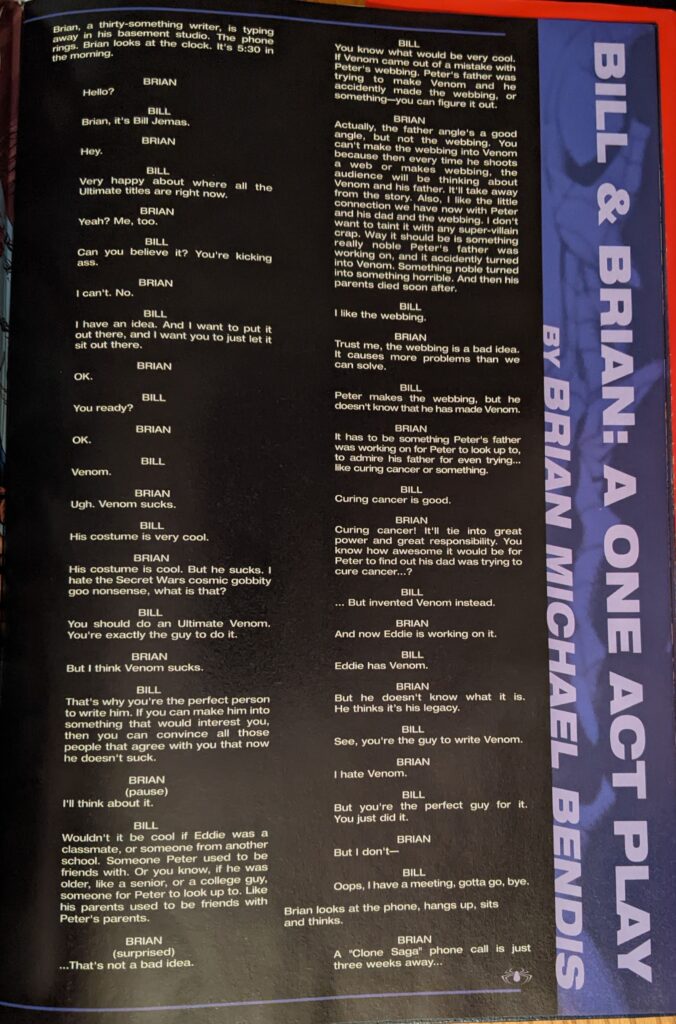 BILL & BRIAN: A ONE ACT PLAY
BY BRIAN MICHAEL BENDIS
Brian, a thirty-something writer, is typing
away in his basement studio. The phone
rings. Brian looks at the clock. It's 5:30 in
the morning.
BRIAN
Hello?
BILL
Brian, it's Bill Jemas.
BRIAN
Hey.
BILL
Very happy about where all the
Ultimate titles are right now.
BRIAN
Yeah? Me, too.
BILL
Can you believe it? You're kicking
ass.
BRIAN
I can't. No.
BILL
I have an idea. And I want to put it
out there, and I want you to just let it
sit out there.
BRIAN
OK.
BILL
You ready?
BRIAN
OK.
BILL
Venom.
BRIAN
Ugh. Venom sucks.
BILL
His costume is very cool.
BRIAN
His costume is cool. But he sucks. I
hate the Secret Wars cosmic gobbity
goo nonsense, what is that?
BILL
You should do an Ultimate Venom.
You're exactly the guy to do it.
BRIAN
But I think Venom sucks.
BILL
That's why you're the perfect person
to write him. If you can make him into
something that would interest you,
then you can convince all those
people that agree with you that now
he doesn't suck.
BRIAN
(pause)
I'll think about it.
BILL
Wouldn't it be cool if Eddie was a
classmate, or someone from another
school. Someone Peter used to be
friends with. Or you know, if he was
older, like a senior, or a college guy,
someone for Peter to look up to. Like
his parents used to be friends with
Peter's parents.
BRIAN
(surprised)
...That's not a bad idea.
BILL
You know what would be very cool.
If Venom came out of a mistake with
Peter's webbing. Peter's father was
trying to make Venom and he
accidently made the webbing, or
something—you can figure it out.
BRIAN
Actually, the father angle's a good
angle, but not the webbing. You
can't make the webbing into Venom
because then every time he shoots
a web or makes webbing, the
audience will be thinking about
Venom and his father. It'll take away
from the story. Also, I like the little
connection we have now with Peter
and his dad and the webbing. I don't
want to taint it with any super-villain
crap. Way it should be is something
really noble Peter's father was
working on, and it accidently turned
into Venom. Something noble turned
into something horrible. And then his
parents died soon after.
BILL
I like the webbing.
BRIAN
Trust me, the webbing is a bad idea.
It causes more problems than we
can solve.
BILL
Peter makes the webbing, but he
doesn't know that he has made Venom.
BRIAN
It has to be something Peter's father
was working on for Peter to look up to,
to admire his father for even trying...
like curing cancer or something.
BILL
Curing cancer is good.
BRIAN
Curing cancer! It'll tie into great
power and great responsibility. You
know how awesome it would be for
Peter to find out his dad was trying to
cure cancer...?
BILL
... But invented Venom instead.
BRIAN
And now Eddie is working on it.
BILL
Eddie has Venom.
BRIAN
But he doesn't know what it is.
He thinks it's his legacy.
BILL
See, you're the guy to write Venom.
BRIAN
I hate Venom.
BILL
But you're the perfect guy for it.
You just did it.
BRIAN
But I don't—
BILL
Oops, I have a meeting, gotta go, bye.
Brian looks at the phone, hangs up, sits
and thinks.
BRIAN
A "Clone Saga" phone call is just
three weeks away...